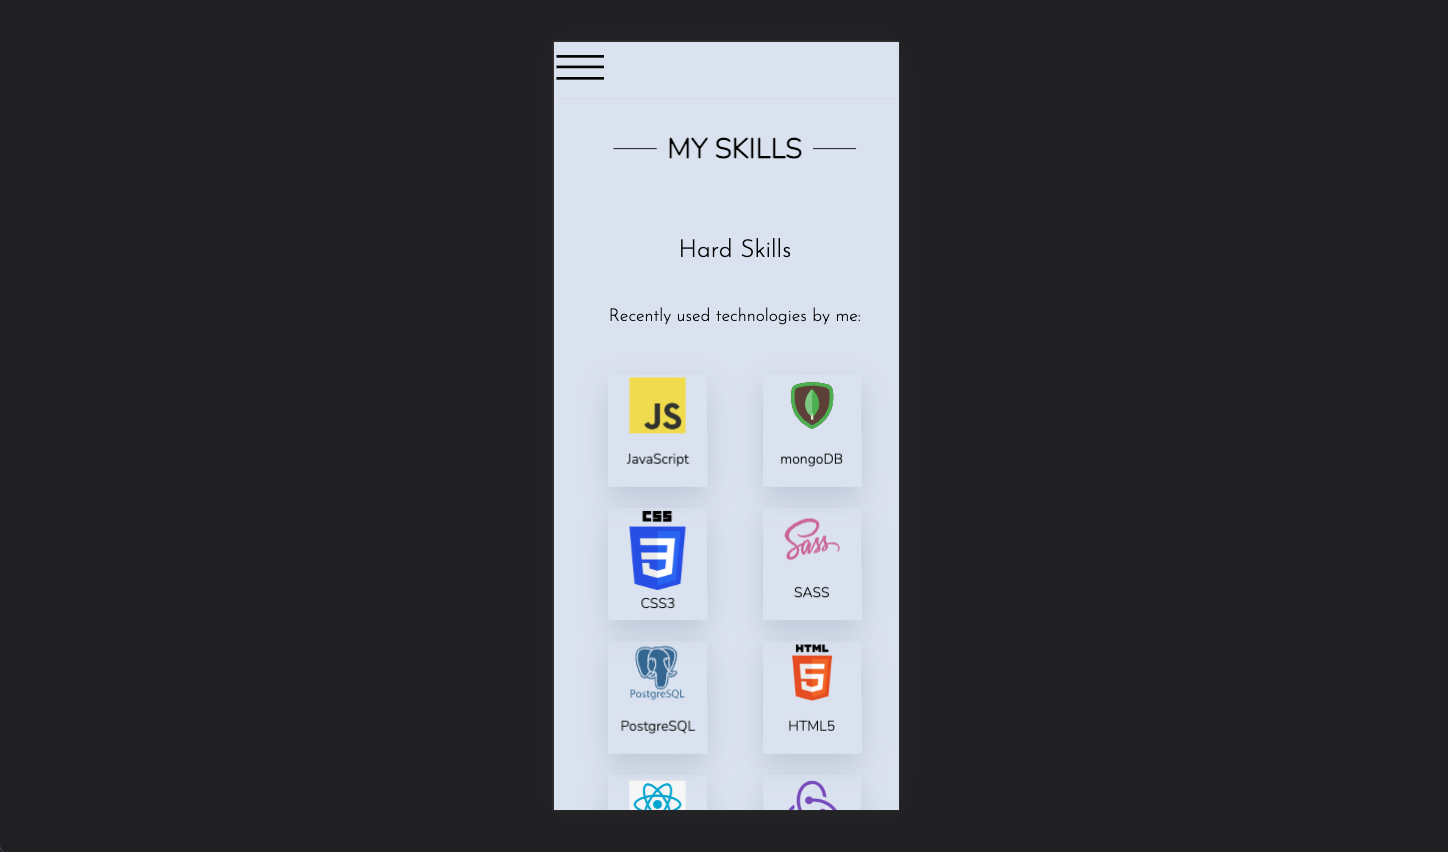 MY SKILLS
Hard Skills
Recently used technologies by me:
JS
JavaScript
mongoDB
CSS
3
CSS3
Sass
SASS
PostgreSQL
PostgreSQL
HTML
5
HTML5